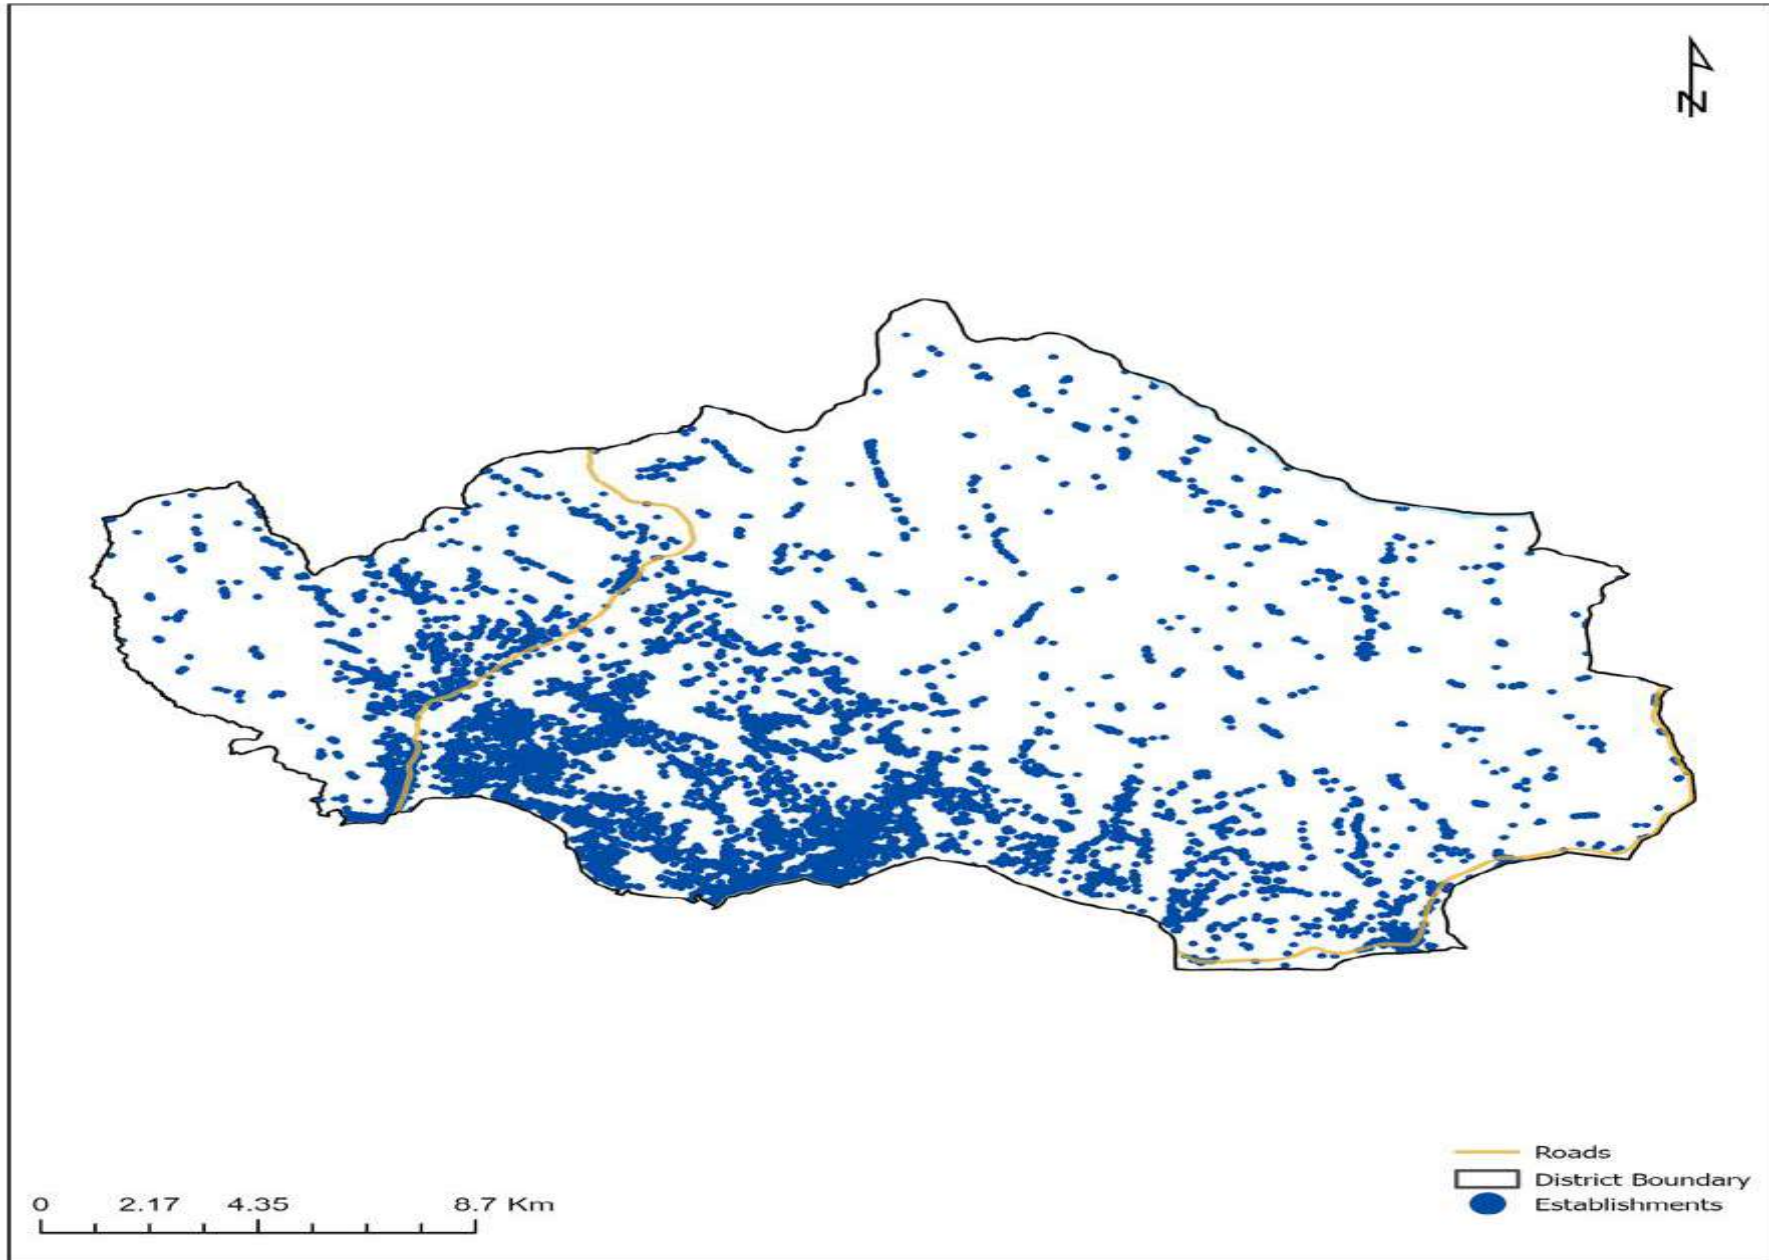 N
Roads
District Boundary
Establishments
0 2.17 4.35 8.7 Km